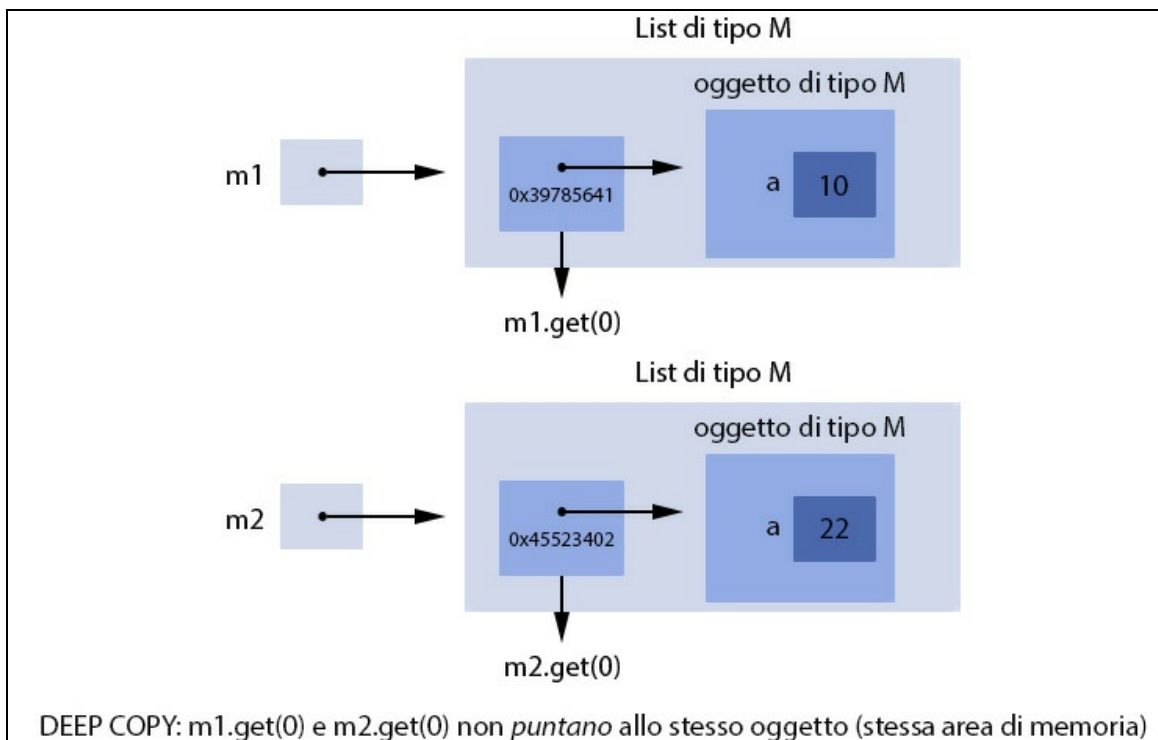 List di tipo M
oggetto di tipo M
m1
0x39785641
a
10
m1.get(0)
List di tipo M
oggetto di tipo M
m2
0x45523402
a
22
m2.get(0)
DEEP COPY: m1.get(0) e m2.get(0) non puntano allo stesso oggetto (stessa area di memoria)